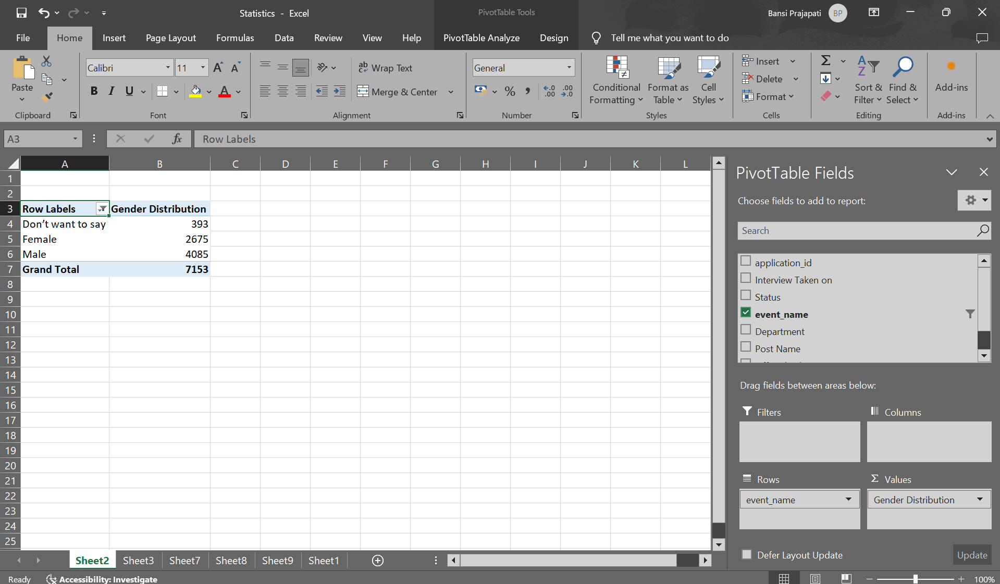 Statistics - Excel
PivotTable Tools
Bansi Prajapati
BP
File
Home
Insert
Page Layout
Formulas
Data
Review
View
Help
PivotTable Analyze
Design
Tell me what you want to do
Paste
Clipboard
Calibri
11
B I U
Font
Wrap Text
Merge & Center
Alignment
General
Number
Conditional Formatting
Format as Table
Cell Styles
Styles
Insert
Delete
Format
Cells
Sort & Filter
Find & Select
Editing
Add-ins
Add-ins
A3
fx
Row Labels
A B C D E F G H I J K L
1
2
3 Row Labels Gender Distribution
4 Don’t want to say 393
5 Female 2675
6 Male 4085
7 Grand Total 7153
8
9
10
11
12
13
14
15
16
17
18
19
20
21
22
23
24
25
PivotTable Fields
Choose fields to add to report:
Search
application_id
Interview Taken on
Status
event_name
Department
Post Name
Drag fields between areas below:
Filters
Columns
Rows
Values
event_name
Gender Distribution
Defer Layout Update
Update
Sheet2
Sheet3
Sheet7
Sheet8
Sheet9
Sheet1
Ready
Accessibility: Investigate
100%